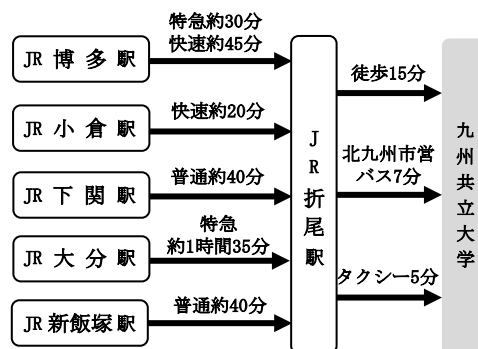 特急約30分
快速約45分
JR 博 多 駅
快速約20分
JR 小 倉 駅
普通約40分
JR 下 関 駅
特急
約1時間35分
JR 大 分 駅
普通約40分
JR 新飯塚 駅
JR折尾駅
徒歩15分
北九州市営
バス7分
タクシー5分
九州共立大学